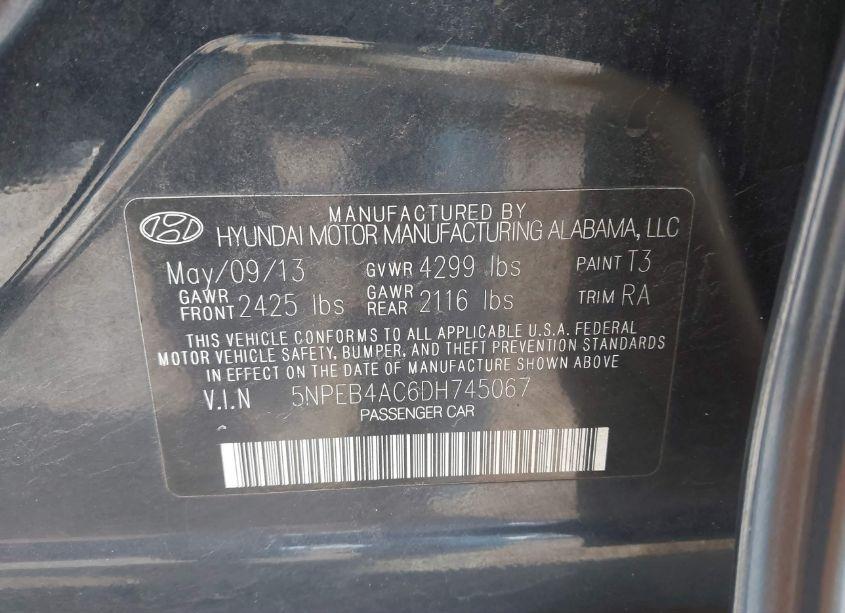 MANUFACTURED BY
HYUNDAI MOTOR MANUFACTURING ALABAMA, LLC
May/09/13 GVWR 4299 lbs PAINT T3
GAWR FRONT 2425 lbs GAWR REAR 2116 lbs TRIM RA
THIS VEHICLE CONFORMS TO ALL APPLICABLE U.S.A. FEDERAL
MOTOR VEHICLE SAFETY, BUMPER, AND THEFT PREVENTION STANDARDS
IN EFFECT ON THE DATE OF MANUFACTURE SHOWN ABOVE
V.I.N 5NPEB4AC6DH745067
PASSENGER CAR